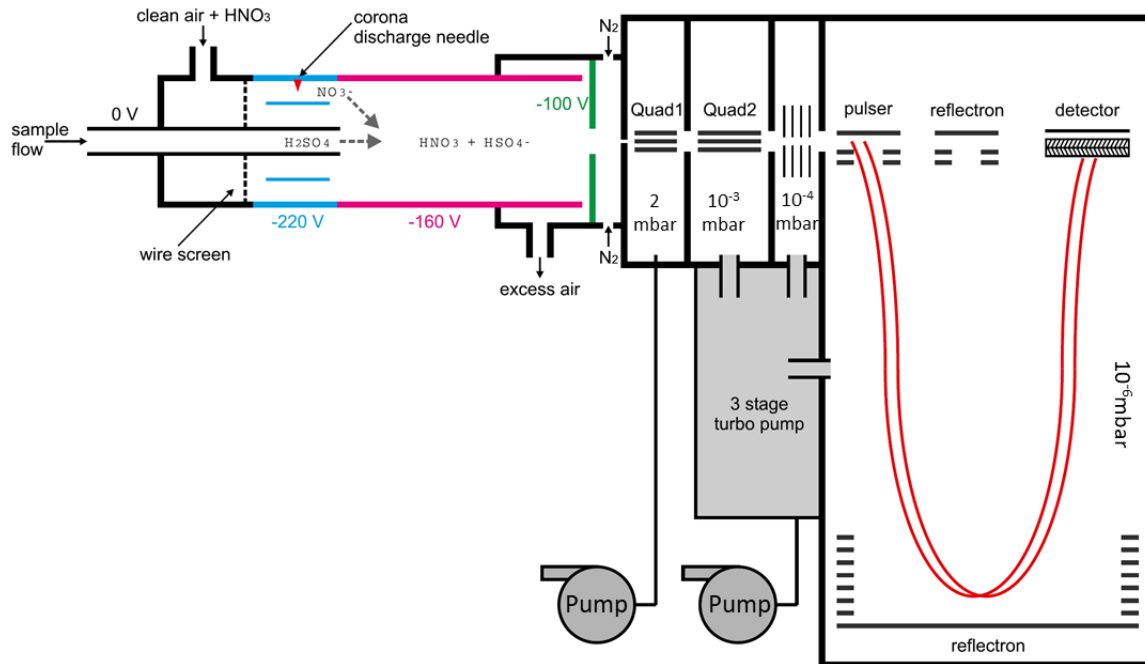 clean air + HNO₃
corona
discharge needle
N₂
0 V
NO₃-
-100 V
Quad1
Quad2
pulser
reflectron
detector
sample
flow
H₂SO₄
HNO₃ + HSO₄-
-220 V
-160 V
2
mbar
10⁻³
mbar
10⁻⁴
mbar
wire screen
N₂
excess air
10⁻⁶mbar
3 stage
turbo pump
Pump
Pump
reflectron